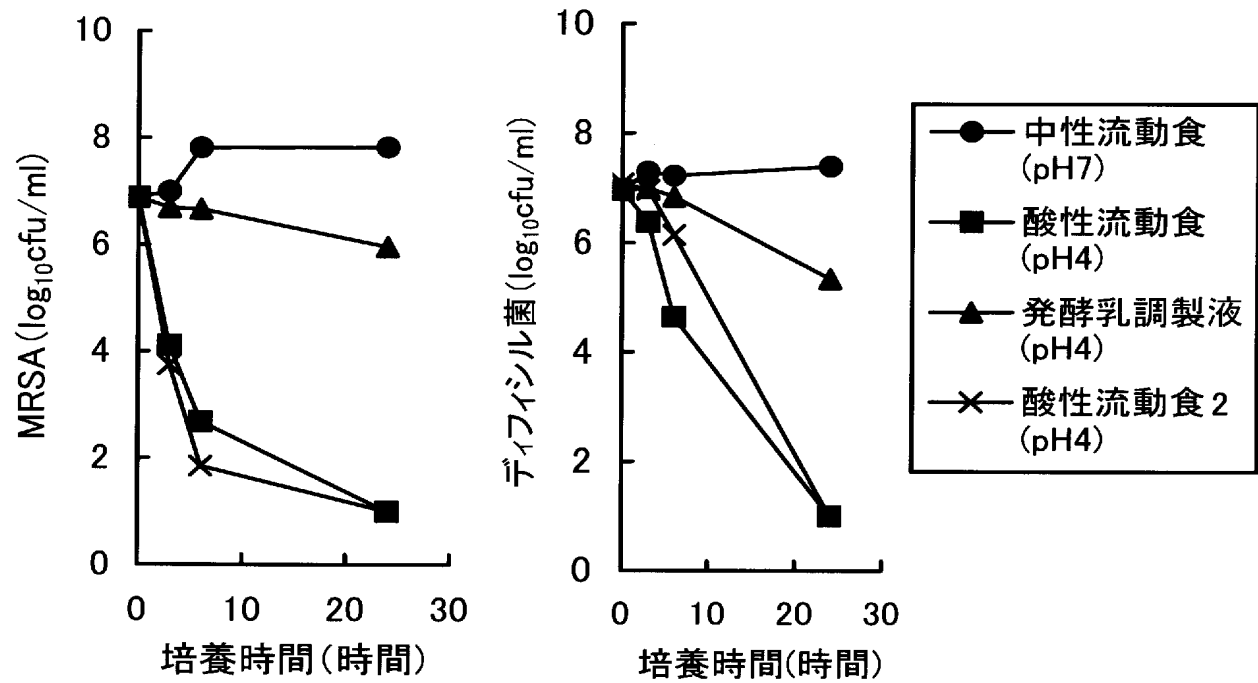 MRSA(log₁₀cfu/ml)
10
8
6
4
2
0
0
10
20
30
培養時間(時間)
ディフィシル菌(log₁₀cfu/ml)
10
8
6
4
2
0
0
10
20
30
培養時間(時間)
中性流動食
(pH7)
酸性流動食
(pH4)
発酵乳調製液
(pH4)
酸性流動食2
(pH4)